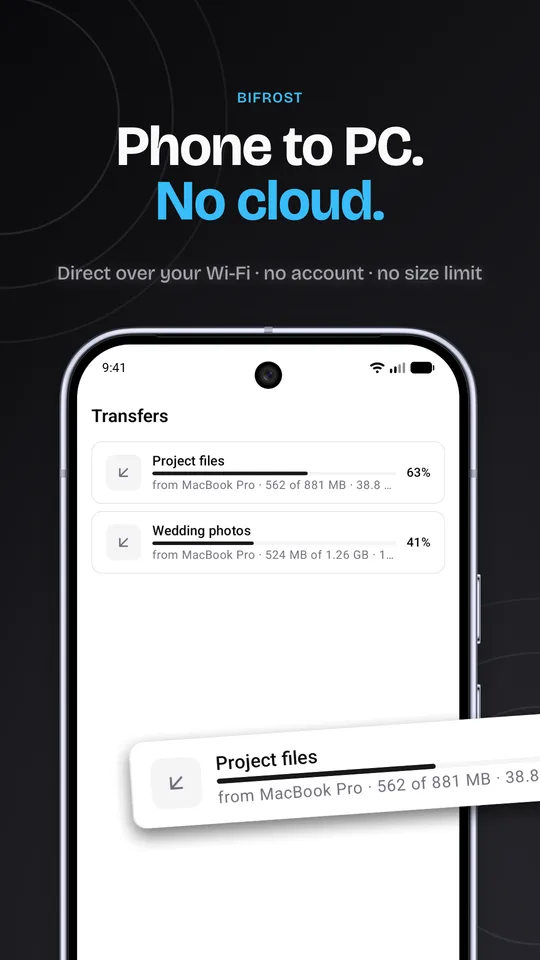 BIFROST
Phone to PC.
No cloud.
Direct over your Wi-Fi · no account · no size limit
9:41
Transfers
Project files
63%
from MacBook Pro · 562 of 881 MB · 38.8 ...
Wedding photos
41%
from MacBook Pro · 524 MB of 1.26 GB · 1...
Project files
from MacBook Pro · 562 of 881 MB · 38.8